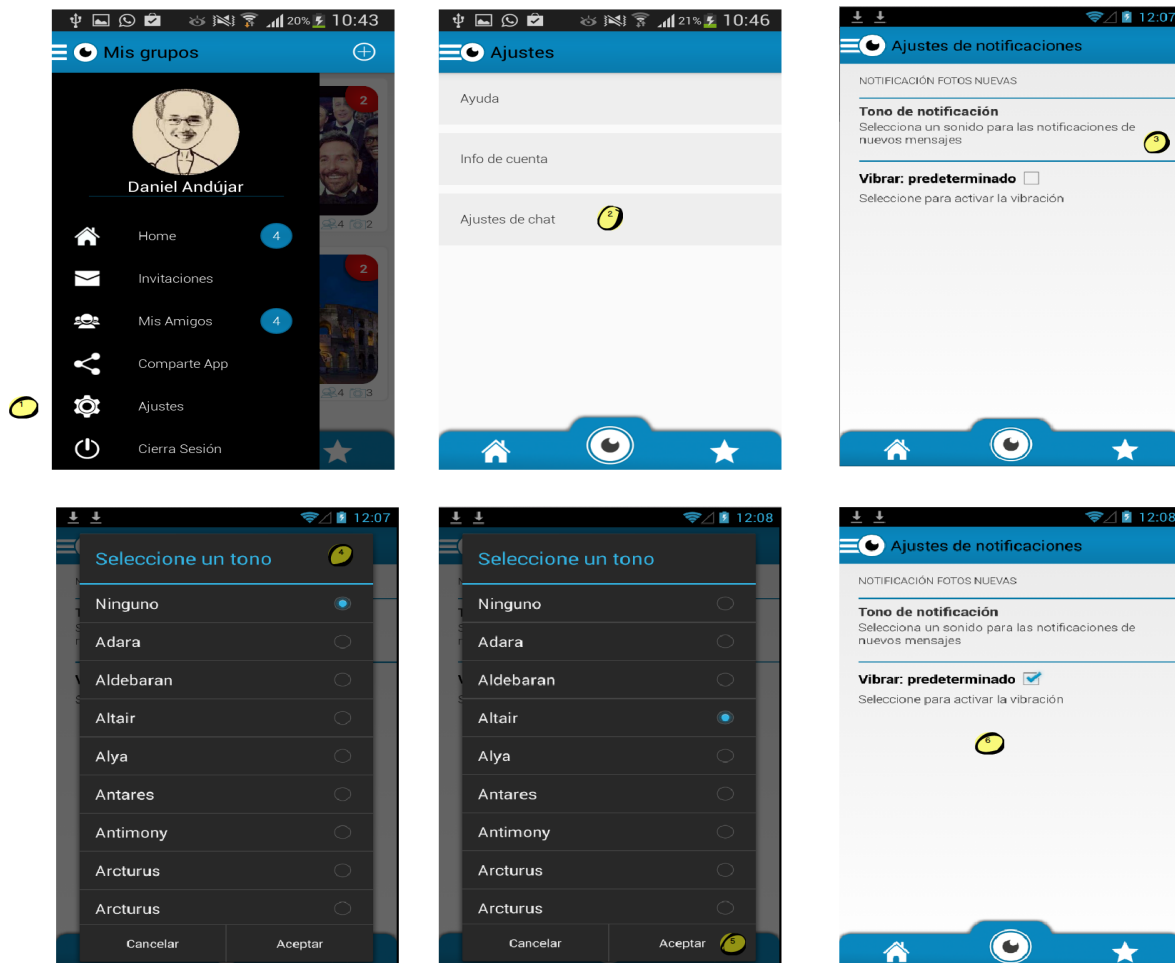 20% 10:43
Mis grupos
2
Daniel Andújar
4 2
Home 4
Invitaciones
2
Mis Amigos 4
Comparte App
4 3
1
Ajustes
Cierra Sesión
21% 10:46
Ajustes
Ayuda
Info de cuenta
Ajustes de chat 2
12:07
Ajustes de notificaciones
NOTIFICACIÓN FOTOS NUEVAS
Tono de notificación
Selecciona un sonido para las notificaciones de
nuevos mensajes
3
Vibrar: predeterminado
Seleccione para activar la vibración
12:07
Seleccione un tono 4
Ninguno
Adara
Aldebaran
Altair
Alya
Antares
Antimony
Arcturus
Arcturus
Cancelar Aceptar
12:08
Seleccione un tono
Ninguno
Adara
Aldebaran
Altair
Alya
Antares
Antimony
Arcturus
Arcturus
Cancelar Aceptar 5
12:08
Ajustes de notificaciones
NOTIFICACIÓN FOTOS NUEVAS
Tono de notificación
Selecciona un sonido para las notificaciones de
nuevos mensajes
Vibrar: predeterminado
Seleccione para activar la vibración
6